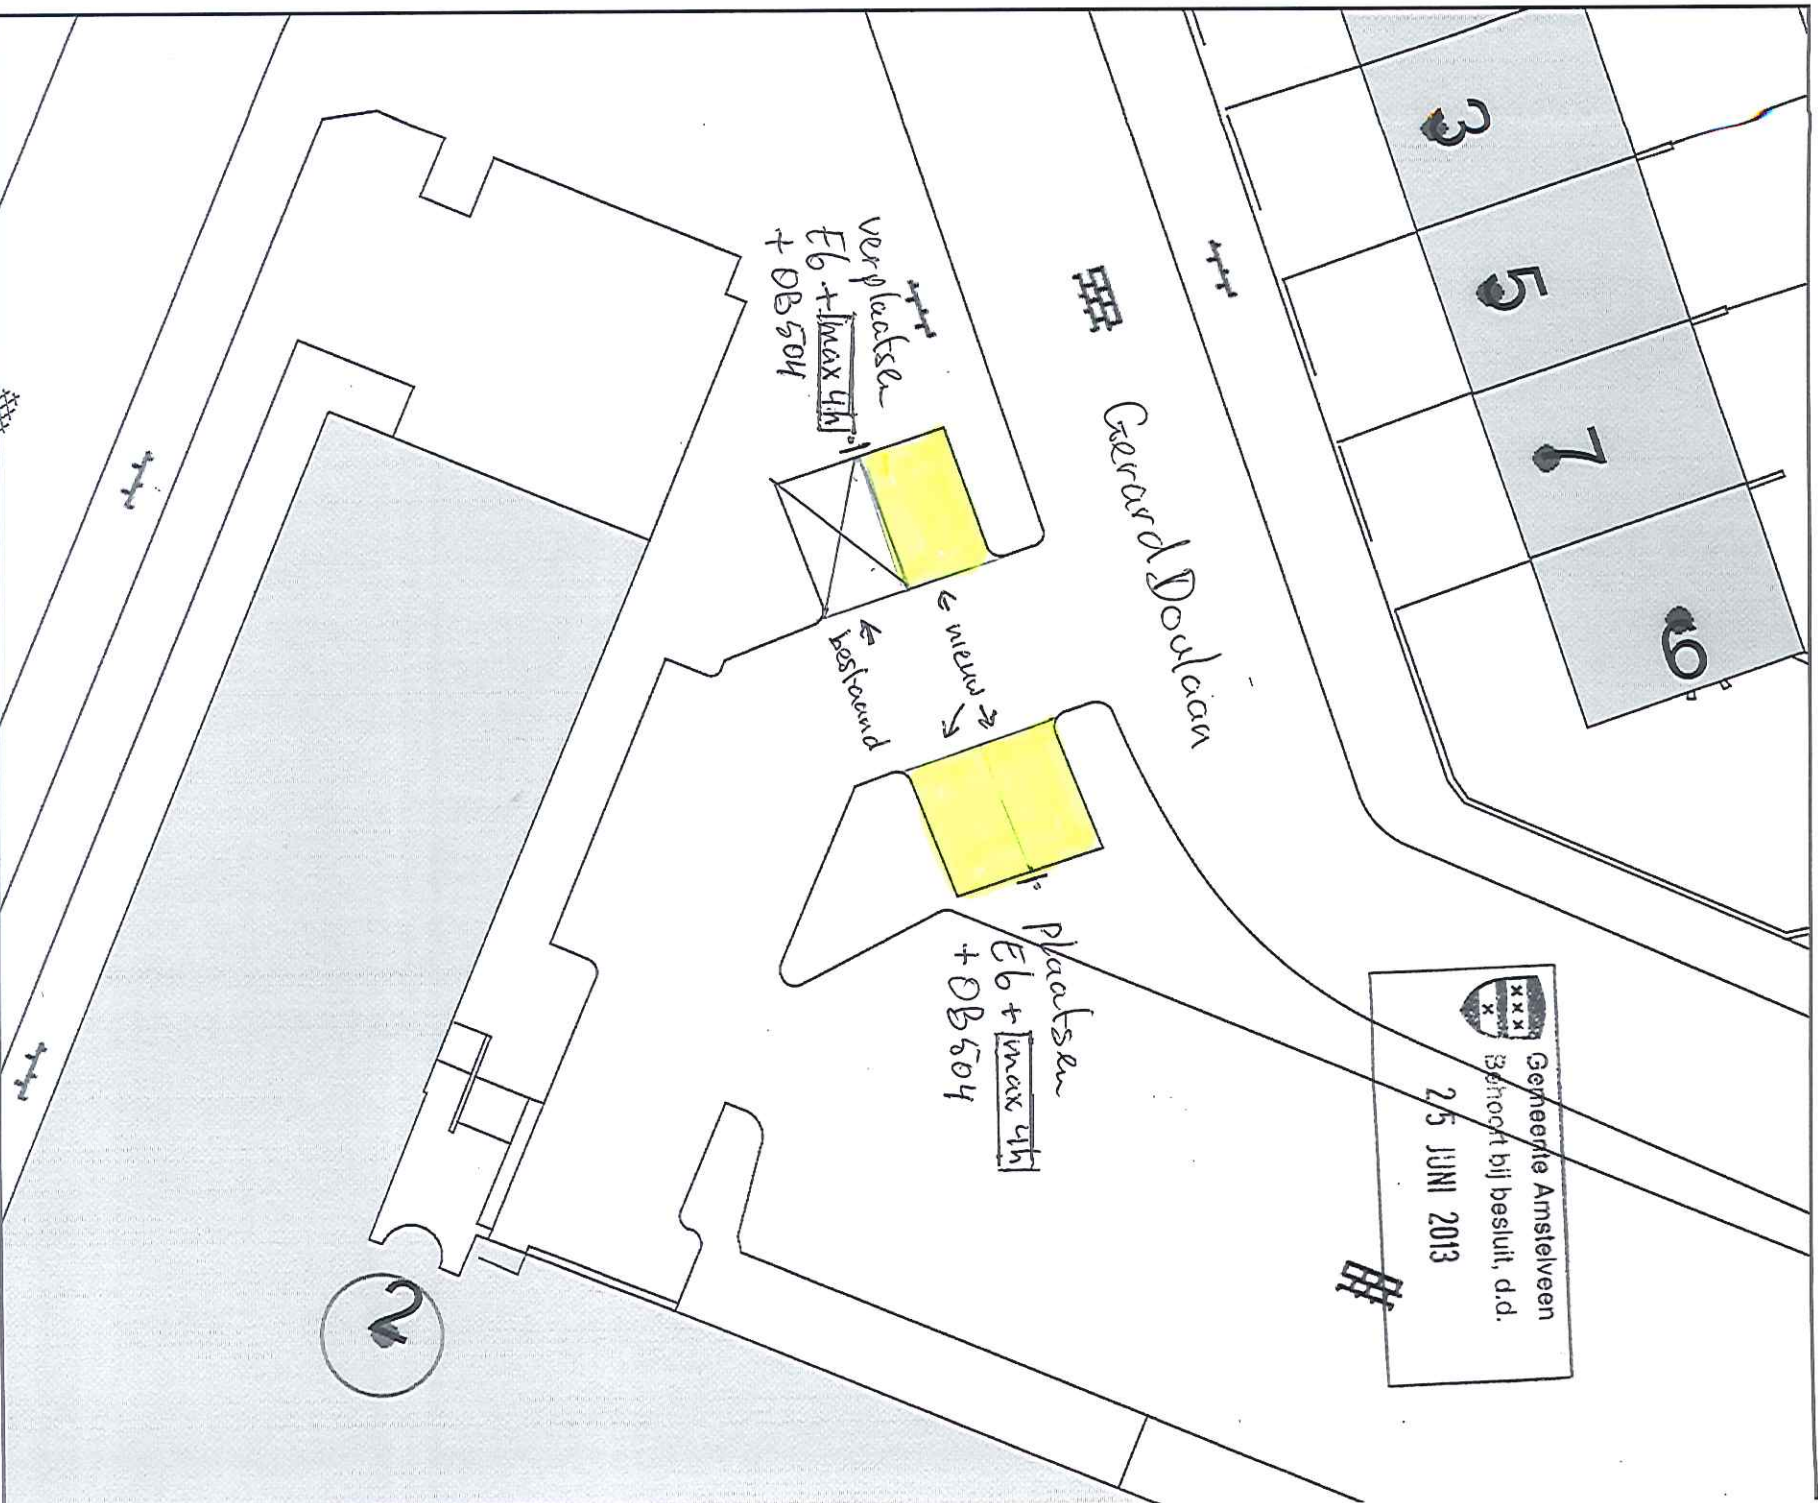 3
5
7
9
Gerard Doulaan
verplaatsen
E6 + max 4h
+ OB504
← nieuw →
← bestaand
plaatsen
E6 + max 4h
+ OB504
Gemeente Amstelveen
Behoort bij besluit, d.d.
25 JUNI 2013
xxx
x
2